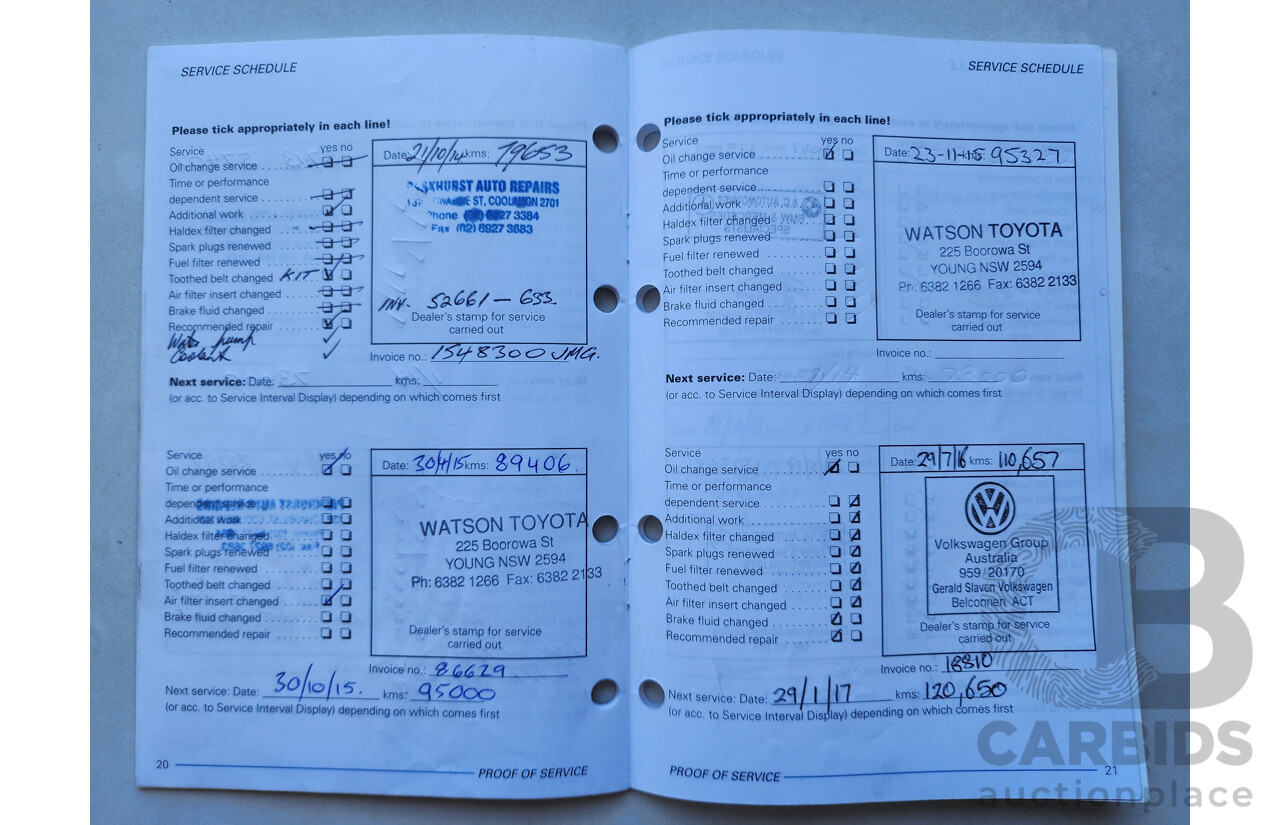 SERVICE SCHEDULE
Please tick appropriately in each line!
Service yes no
Oil change service
Time or performance
dependent service
Additional work
Haldex filter changed
Spark plugs renewed
Fuel filter renewed
Toothed belt changed KIT
Air filter insert changed
Brake fluid changed
Recommended repair
Water pump
Coolant
Date: 21/10/14 kms: 79653
AUTO REPAIRS
ST, COOLAMON 2701
Phone 6927 3384
Fax (02) 6927 3683
INV. 52661 - 633
Dealer's stamp for service
carried out
Invoice no.: 1548300 JMG.
Next service: Date: kms:
(or acc. to Service Interval Display) depending on which comes first
Service yes no
Oil change service
Time or performance
dependent service
Additional work
Haldex filter changed
Spark plugs renewed
Fuel filter renewed
Toothed belt changed
Air filter insert changed
Brake fluid changed
Recommended repair
Date: 30/4/15 kms: 89406
WATSON TOYOTA
225 Boorowa St
YOUNG NSW 2594
Ph: 6382 1266 Fax: 6382 2133
Dealer's stamp for service
carried out
Invoice no.: 86629
Next service: Date: 30/10/15. kms: 95000
(or acc. to Service Interval Display) depending on which comes first
20 PROOF OF SERVICE
SERVICE SCHEDULE
Please tick appropriately in each line!
Service yes no
Oil change service
Time or performance
dependent service
Additional work
Haldex filter changed
Spark plugs renewed
Fuel filter renewed
Toothed belt changed
Air filter insert changed
Brake fluid changed
Recommended repair
Date: 23-11-15 95327
WATSON TOYOTA
225 Boorowa St
YOUNG NSW 2594
Ph: 6382 1266 Fax: 6382 2133
Dealer's stamp for service
carried out
Invoice no.:
Next service: Date: kms:
(or acc. to Service Interval Display) depending on which comes first
Service yes no
Oil change service
Time or performance
dependent service
Additional work
Haldex filter changed
Spark plugs renewed
Fuel filter renewed
Toothed belt changed
Air filter insert changed
Brake fluid changed
Recommended repair
Date: 29/7/16 kms: 110,657
Volkswagen Group
Australia
959/20170
Gerald Slaven Volkswagen
Belconnen ACT
Dealer's stamp for service
carried out
Invoice no.: 18810
Next service: Date: 29/1/17 kms: 120,650
(or acc. to Service Interval Display) depending on which comes first
PROOF OF SERVICE 21
CARBIDS
auctionplace